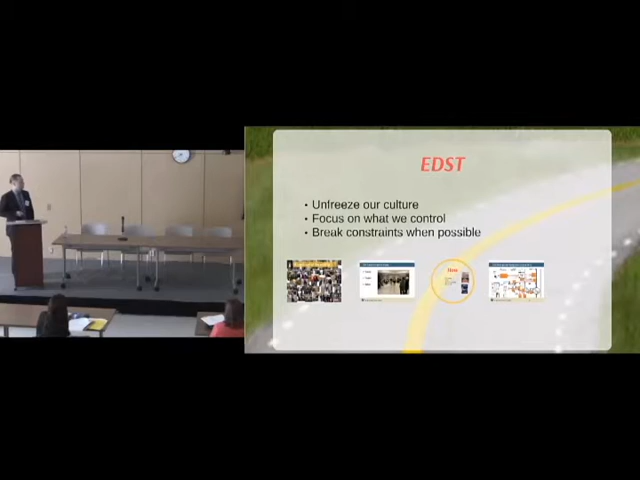 EDST
• Unfreeze our culture
• Focus on what we control
• Break constraints when possible